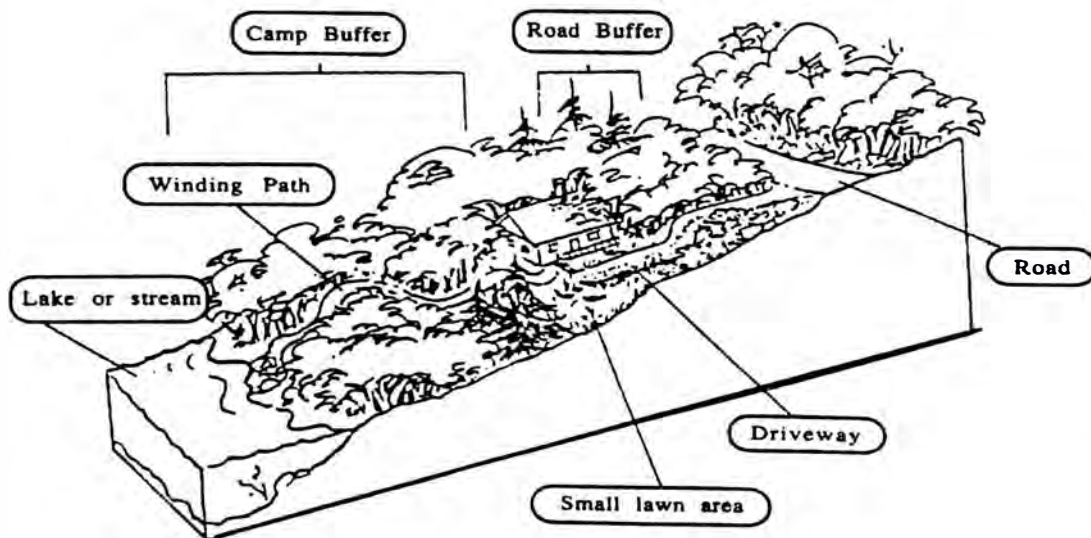 Camp Buffer
Road Buffer
Winding Path
Lake or stream
Road
Driveway
Small lawn area